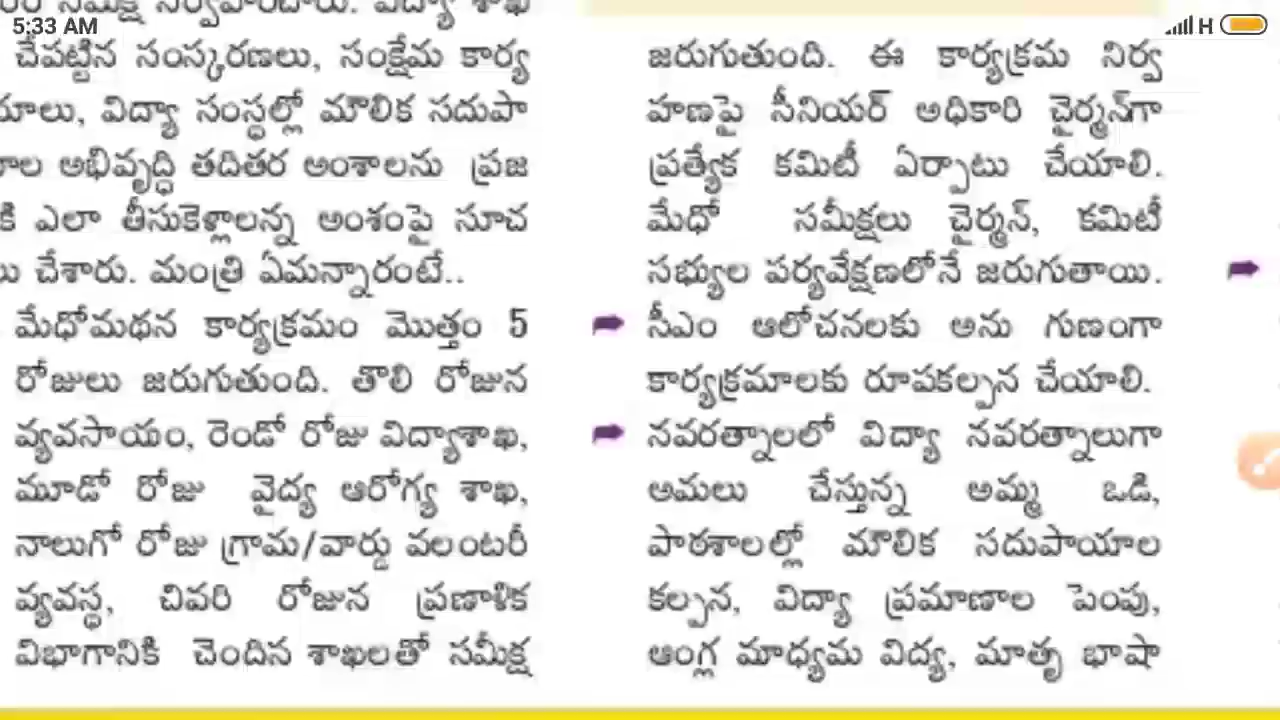 5:33 AM
H
చేపట్టిన సంస్కరణలు, సంక్షేమ కార్య
విద్యా సంస్థల్లో మౌలిక సదుపా
అభివృద్ధి తదితర అంశాలను ప్రజ
ఎలా తీసుకెళ్లాలన్న అంశంపై సూచ
చేశారు. మంత్రి ఏమన్నారంటే..
మేధోమథన కార్యక్రమం మొత్తం 5
రోజులు జరుగుతుంది. తొలి రోజున
వ్యవసాయం, రెండో రోజు విద్యాశాఖ,
మూడో రోజు వైద్య ఆరోగ్య శాఖ,
నాలుగో రోజు గ్రామ/వార్డు వలంటరీ
వ్యవస్థ, చివరి రోజున ప్రణాళిక
విభాగానికి చెందిన శాఖలతో సమీక్ష
జరుగుతుంది. ఈ కార్యక్రమ నిర్వ
హణపై సీనియర్ అధికారి చైర్మన్‌గా
ప్రత్యేక కమిటీ ఏర్పాటు చేయాలి.
మేధో సమీక్షలు చైర్మన్, కమిటీ
సభ్యుల పర్యవేక్షణలోనే జరుగుతాయి.
సీఎం ఆలోచనలకు అను గుణంగా
కార్యక్రమాలకు రూపకల్పన చేయాలి.
నవరత్నాలలో విద్యా నవరత్నాలుగా
అమలు చేస్తున్న అమ్మ ఒడి,
పాఠశాలల్లో మౌలిక సదుపాయాల
కల్పన, విద్యా ప్రమాణాల పెంపు,
ఆంగ్ల మాధ్యమ విద్య, మాతృ భాషా